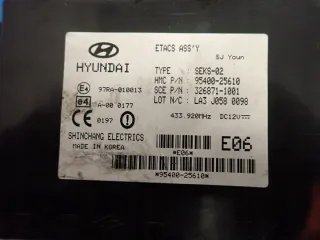 ETACS ASS'Y
SJ Youn
HYUNDAI
TYPE : SEKS-02
HMC P/N : 95400-25610
97RA-010013
SCE P/N : 326871-1001
04 A-00 0177
LOT N/C : LA3 J058 0098
0197
433.920MHz DC12V
SHINCHANG ELECTRICS
MADE IN KOREA
*E06*
E06
*95400-25610*